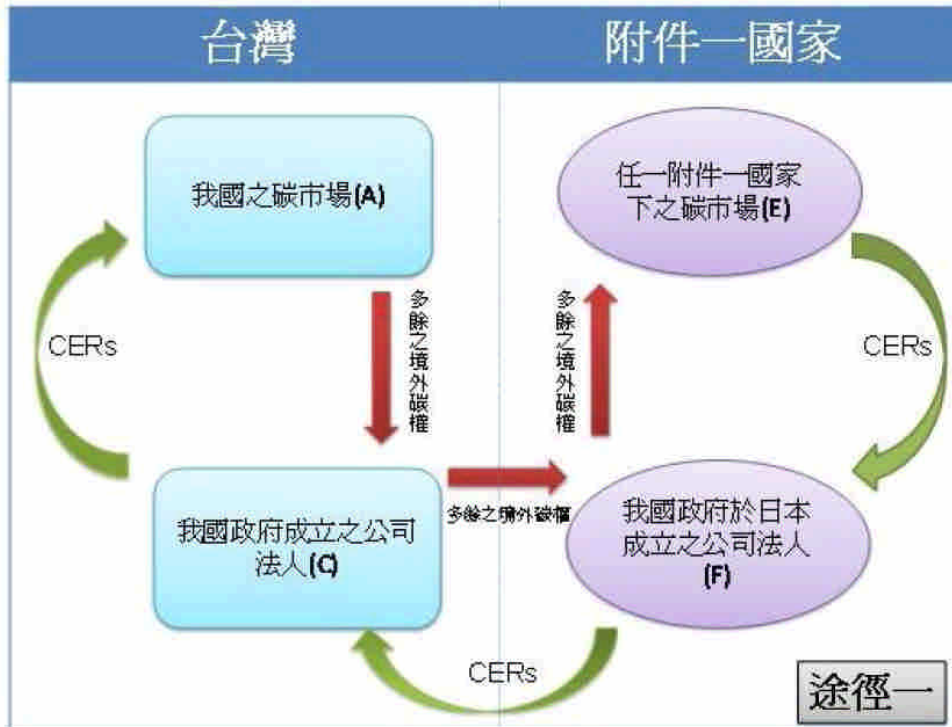 台灣
附件一國家
我國之碳市場(A)
任一附件一國家
下之碳市場(E)
多餘之境外碳權
多餘之境外碳權
CERs
CERs
我國政府成立之公司
法人(C)
多餘之境外碳權
我國政府於日本
成立之公司法人
(F)
CERs
途徑一